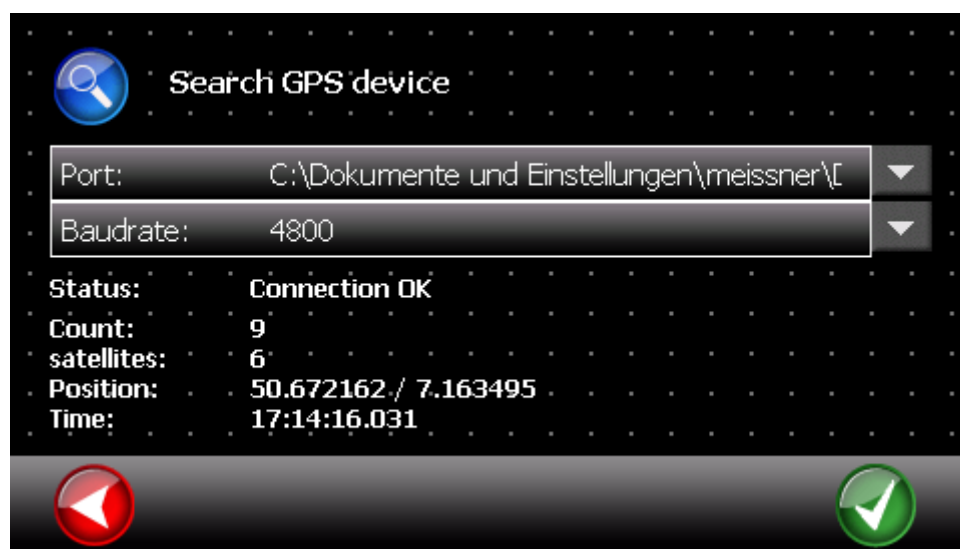 Search GPS device
Port: C:\Dokumente und Einstellungen\meissner\
Baudrate: 4800
Status: Connection OK
Count: 9
satellites: 6
Position: 50.672162 / 7.163495
Time: 17:14:16.031